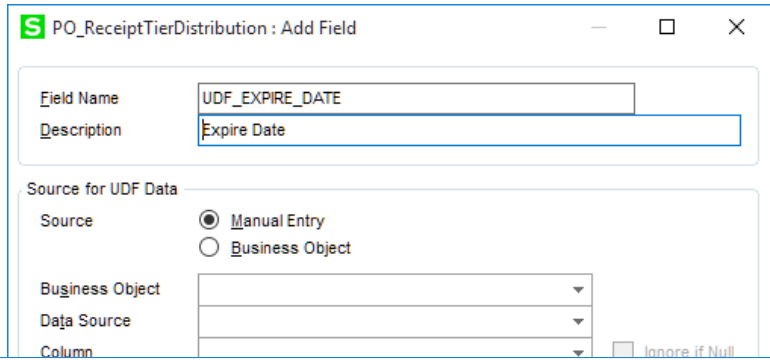 S PO_ReceiptTierDistribution : Add Field
Field Name UDF_EXPIRE_DATE
Description Expire Date
Source for UDF Data
Source Manual Entry
Business Object
Business Object
Data Source
Column Ignore if Null